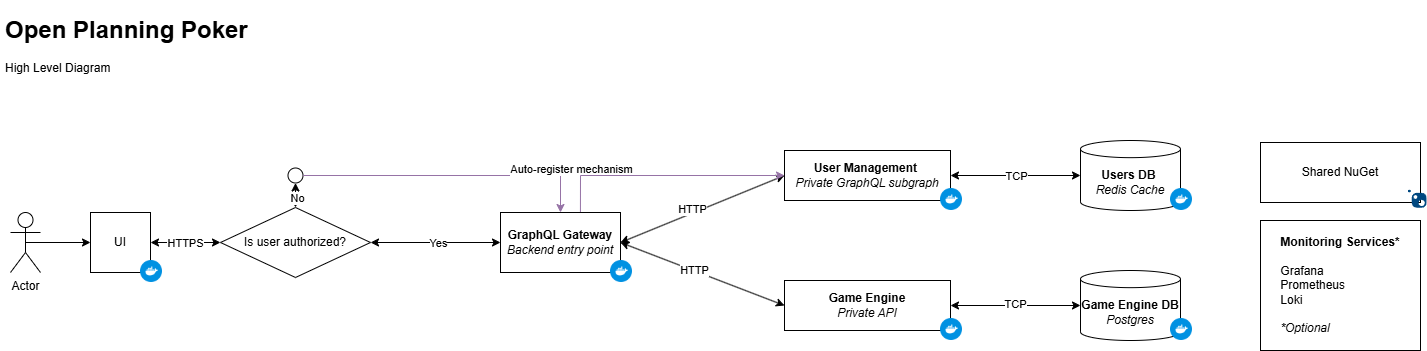 Open Planning Poker
High Level Diagram
Auto-register mechanism
User Management
Private GraphQL subgraph
TCP
Users DB
Redis Cache
Shared NuGet
No
HTTP
Actor
UI
HTTPS
Is user authorized?
Yes
GraphQL Gateway
Backend entry point
HTTP
Game Engine
Private API
TCP
Game Engine DB
Postgres
Monitoring Services*
Grafana
Prometheus
Loki
*Optional